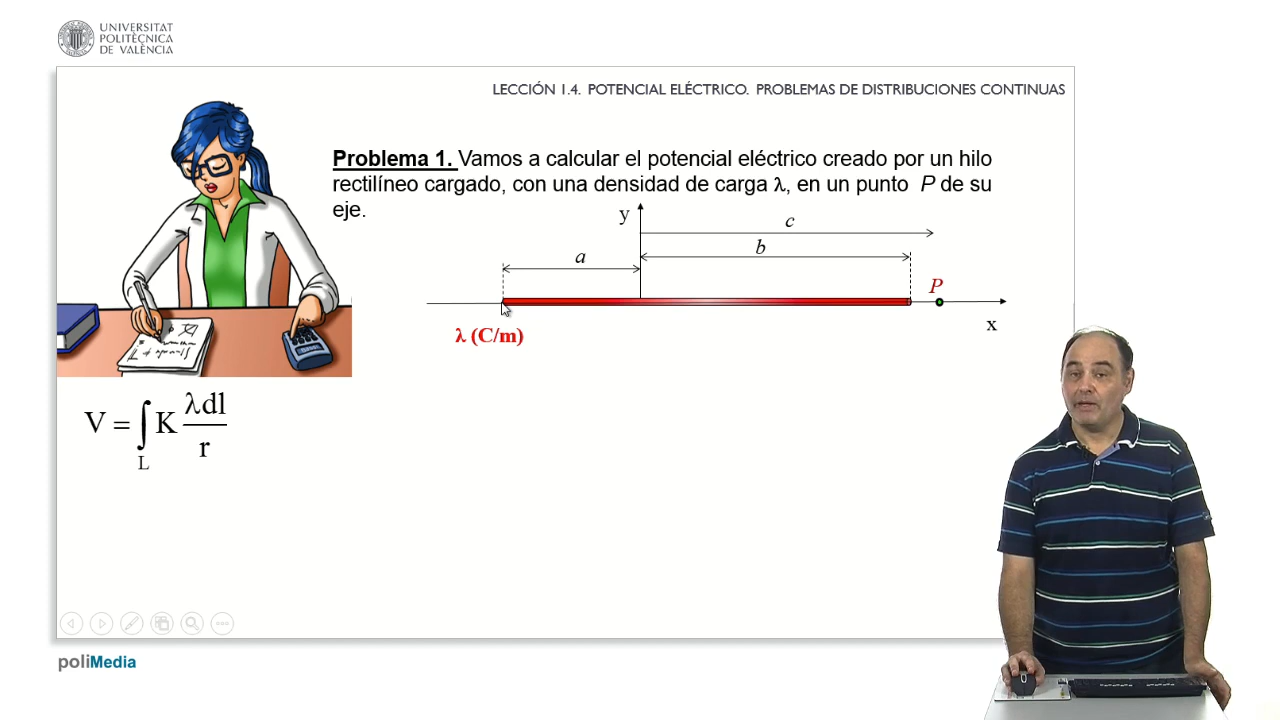 UNIVERSITAT
POLITÈCNICA
DE VALÈNCIA
LECCIÓN 1.4. POTENCIAL ELÉCTRICO. PROBLEMAS DE DISTRIBUCIONES CONTINUAS
Problema 1. Vamos a calcular el potencial eléctrico creado por un hilo
rectilíneo cargado, con una densidad de carga λ, en un punto P de su
eje.
y
c
b
a
P
x
λ (C/m)
V = ∫_L K λdl / r
poliMedia